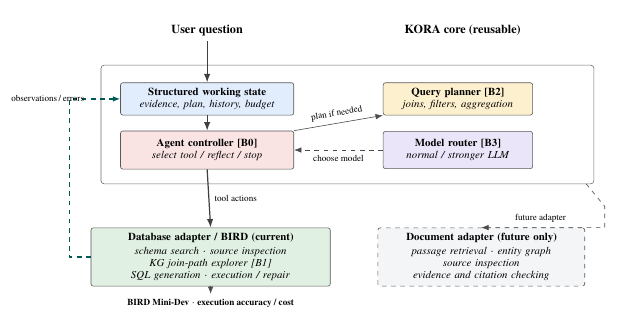 User question
KORA core (reusable)
Structured working state
evidence, plan, history, budget
Query planner [B2]
joins, filters, aggregation
observations / errors
plan if needed
Agent controller [B0]
select tool / reflect / stop
Model router [B3]
normal / stronger LLM
choose model
tool actions
future adapter
Database adapter / BIRD (current)
schema search · source inspection
KG join-path explorer [B1]
SQL generation · execution / repair
Document adapter (future only)
passage retrieval · entity graph
source inspection
evidence and citation checking
BIRD Mini-Dev · execution accuracy / cost